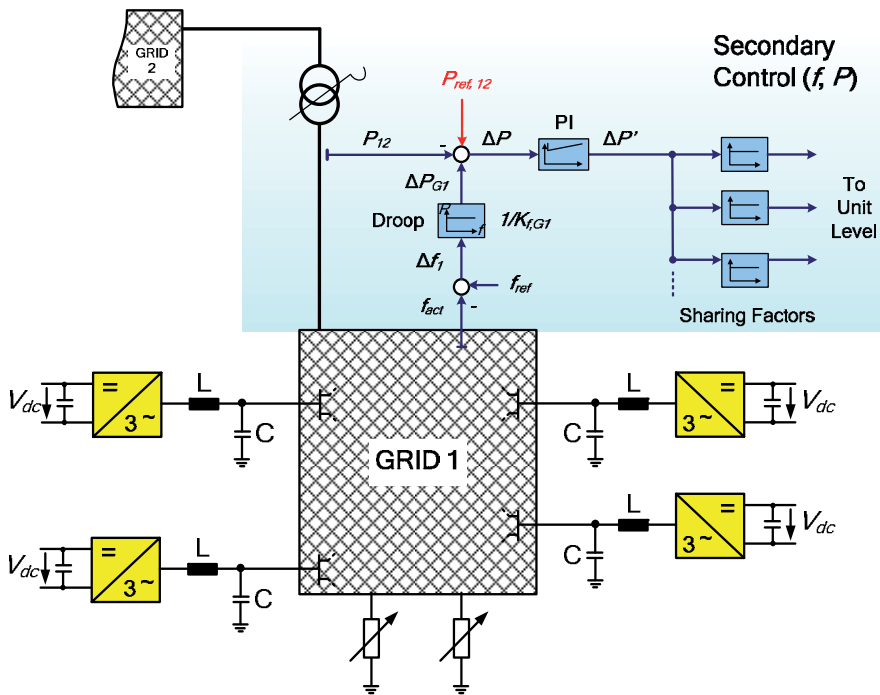 GRID
2
Secondary
Control (f, P)
P_ref, 12
PI
P_12
-
ΔP
ΔP'
ΔP_G1
Droop
P
f
1/K_f,G1
To
Unit
Level
Δf_1
f_ref
f_act
-
Sharing Factors
L
=
3 ~
V_dc
C
L
=
3 ~
V_dc
C
GRID 1
L
=
3 ~
V_dc
C
L
=
3 ~
V_dc
C